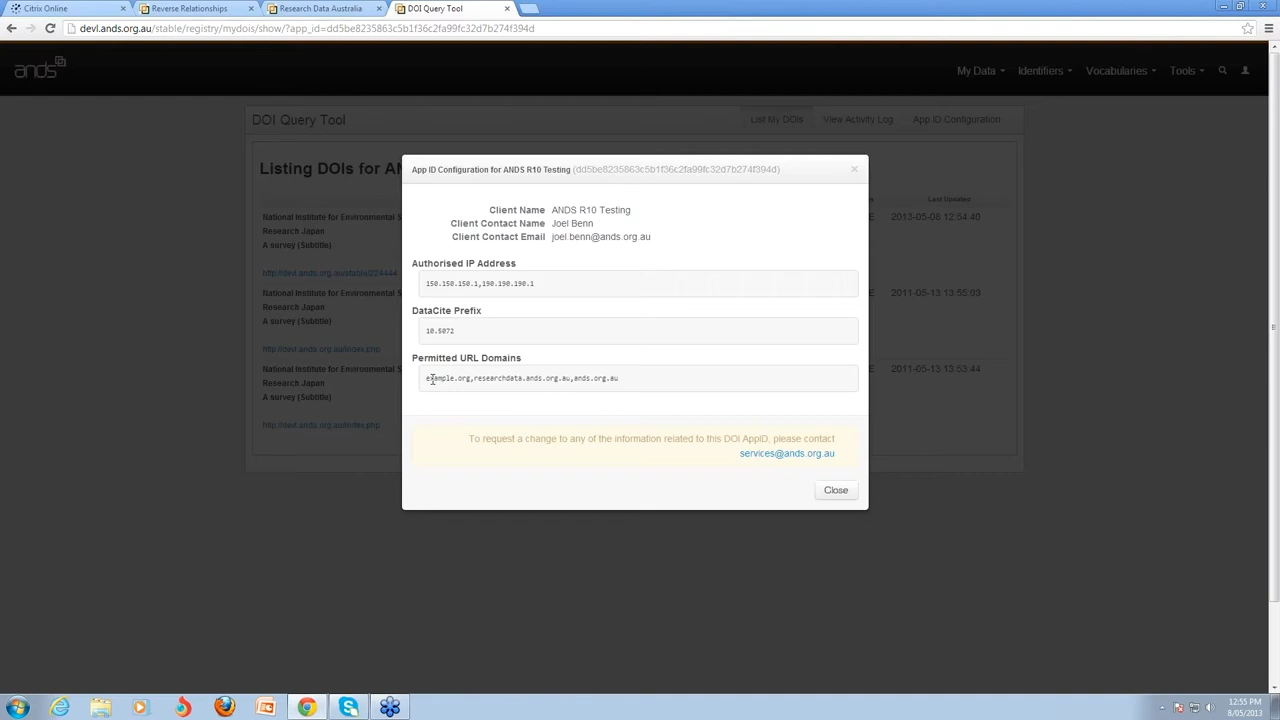 Citrix Online
Reverse Relationships
Research Data Australia
DOI Query Tool
devl.ands.org.au/stable/registry/mydois/show/?app_id=dd5be8235863c5b1f36c2fa99fc32d7b274f394d
ands
My Data
Identifiers
Vocabularies
Tools
DOI Query Tool
List My DOIs
View Activity Log
App ID Configuration
Listing DOIs for AN
Last Updated
National Institute for Environmental S
Research Japan
A survey (Subtitle)
E
2013-05-08 12:54:40
http://devl.ands.org.au/stable/224444
National Institute for Environmental S
Research Japan
A survey (Subtitle)
E
2011-05-13 13:55:03
http://devl.ands.org.au/index.php
National Institute for Environmental S
Research Japan
A survey (Subtitle)
E
2011-05-13 13:53:44
http://devl.ands.org.au/index.php
App ID Configuration for ANDS R10 Testing (dd5be8235863c5b1f36c2fa99fc32d7b274f394d)
Client Name ANDS R10 Testing
Client Contact Name Joel Benn
Client Contact Email joel.benn@ands.org.au
Authorised IP Address
150.150.150.1,190.190.190.1
DataCite Prefix
10.5072
Permitted URL Domains
example.org,researchdata.ands.org.au,ands.org.au
To request a change to any of the information related to this DOI AppID, please contact
services@ands.org.au
Close
12:55 PM
8/05/2013